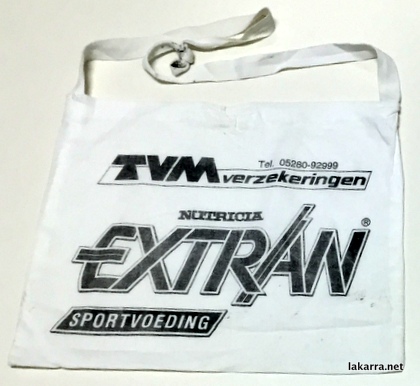 Tel. 05280-92999
TVM verzekeringen
NUTRICIA
EXTRAN®
SPORTVOEDING
lakarra.net